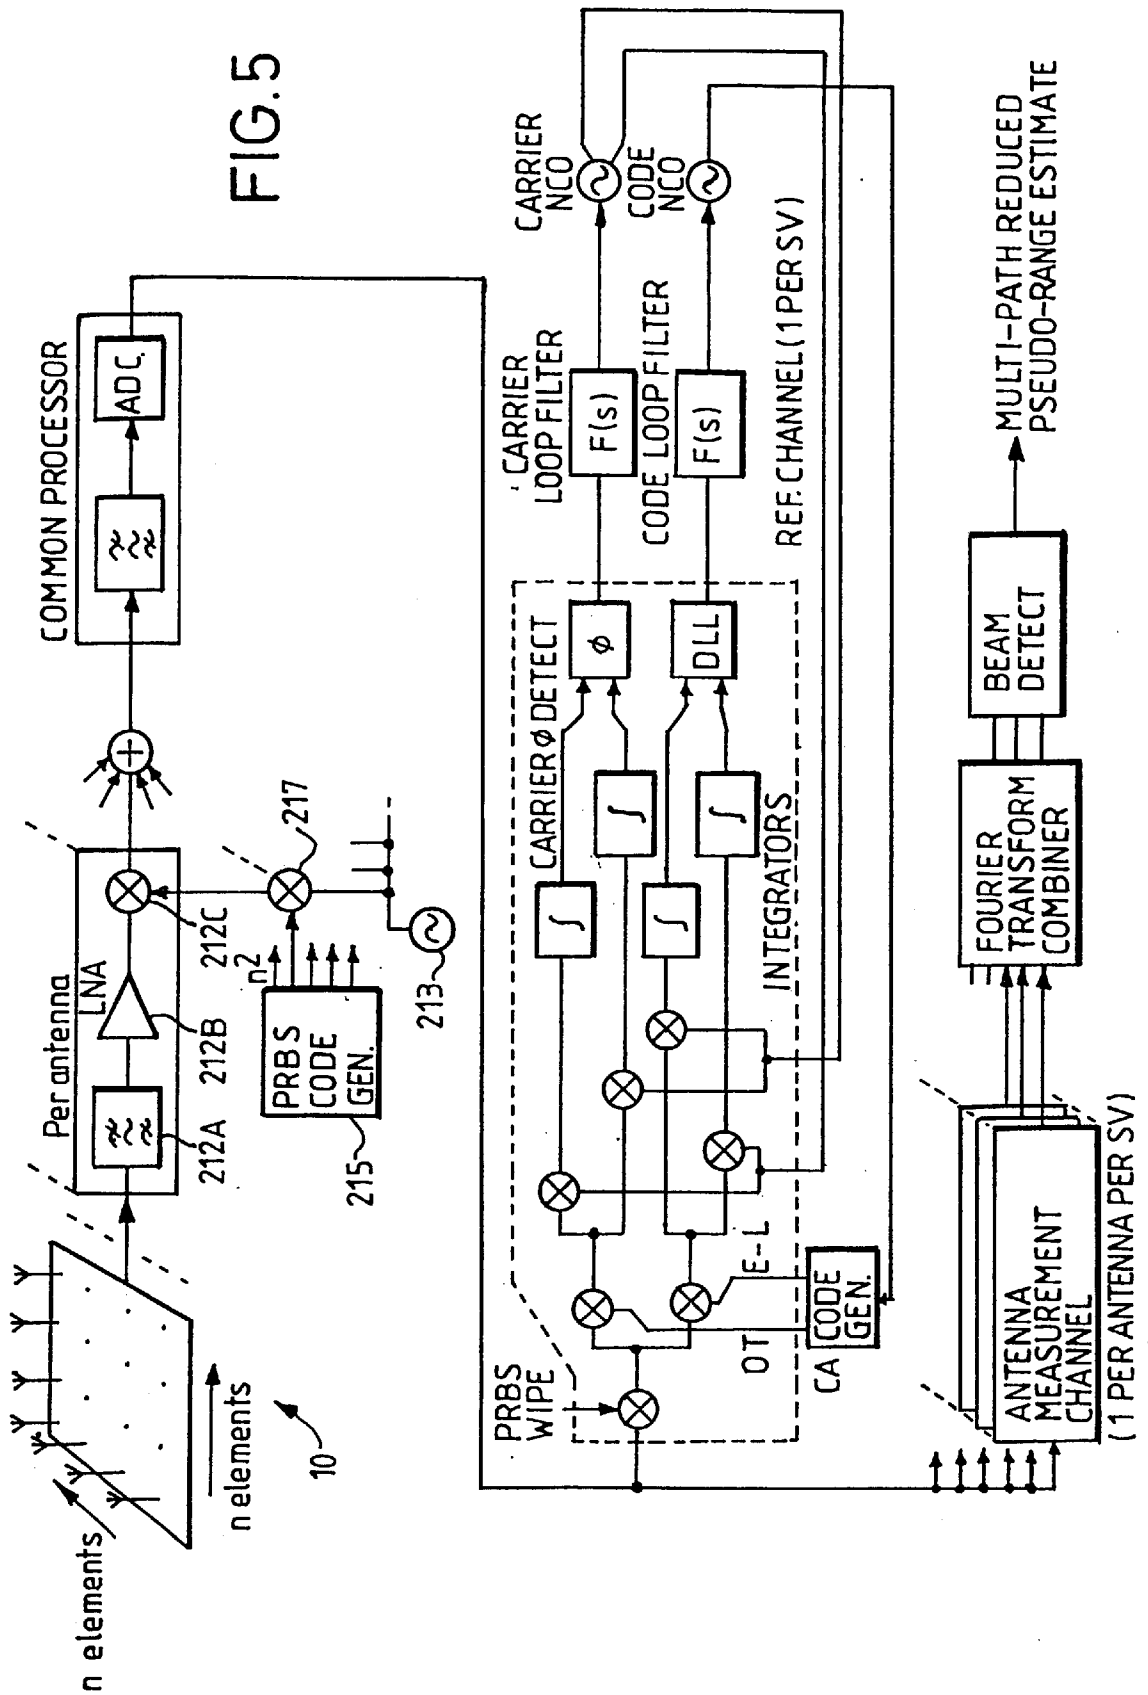 FIG.5
n elements
n elements
10
Per antenna
LNA
212A
212B
212C
n2
PRBS
CODE
GEN.
215
217
213
COMMON PROCESSOR
ADC.
PRBS
WIPE
OT
E-L
CA
CODE
GEN.
INTEGRATORS
∫
∫
∫
∫
CARRIER ϕ DETECT
ϕ
DLL
CARRIER
LOOP FILTER
F(s)
CODE LOOP FILTER
F(s)
CARRIER
NCO
CODE
NCO
REF. CHANNEL (1 PER SV)
ANTENNA
MEASUREMENT
CHANNEL
(1 PER ANTENNA PER SV)
FOURIER
TRANSFORM
COMBINER
BEAM
DETECT
MULTI-PATH REDUCED
PSEUDO-RANGE ESTIMATE